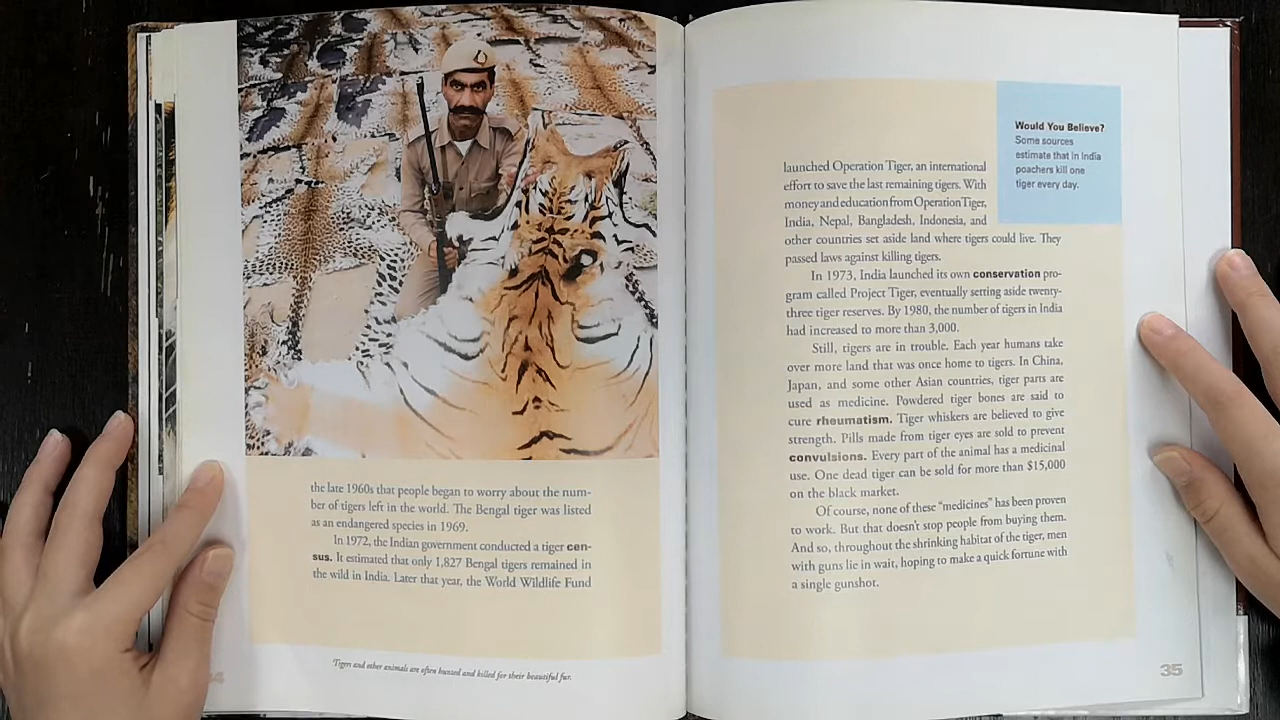 the late 1960s that people began to worry about the num-
ber of tigers left in the world. The Bengal tiger was listed
as an endangered species in 1969.
In 1972, the Indian government conducted a tiger cen-
sus. It estimated that only 1,827 Bengal tigers remained in
the wild in India. Later that year, the World Wildlife Fund
Tigers and other animals are often hunted and killed for their beautiful fur.
4
Would You Believe?
Some sources
estimate that in India
poachers kill one
tiger every day.
launched Operation Tiger, an international
effort to save the last remaining tigers. With
money and education from Operation Tiger,
India, Nepal, Bangladesh, Indonesia, and
other countries set aside land where tigers could live. They
passed laws against killing tigers.
In 1973, India launched its own conservation pro-
gram called Project Tiger, eventually setting aside twenty-
three tiger reserves. By 1980, the number of tigers in India
had increased to more than 3,000.
Still, tigers are in trouble. Each year humans take
over more land that was once home to tigers. In China,
Japan, and some other Asian countries, tiger parts are
used as medicine. Powdered tiger bones are said to
cure rheumatism. Tiger whiskers are believed to give
strength. Pills made from tiger eyes are sold to prevent
convulsions. Every part of the animal has a medicinal
use. One dead tiger can be sold for more than $15,000
on the black market.
Of course, none of these “medicines” has been proven
to work. But that doesn’t stop people from buying them.
And so, throughout the shrinking habitat of the tiger, men
with guns lie in wait, hoping to make a quick fortune with
a single gunshot.
35